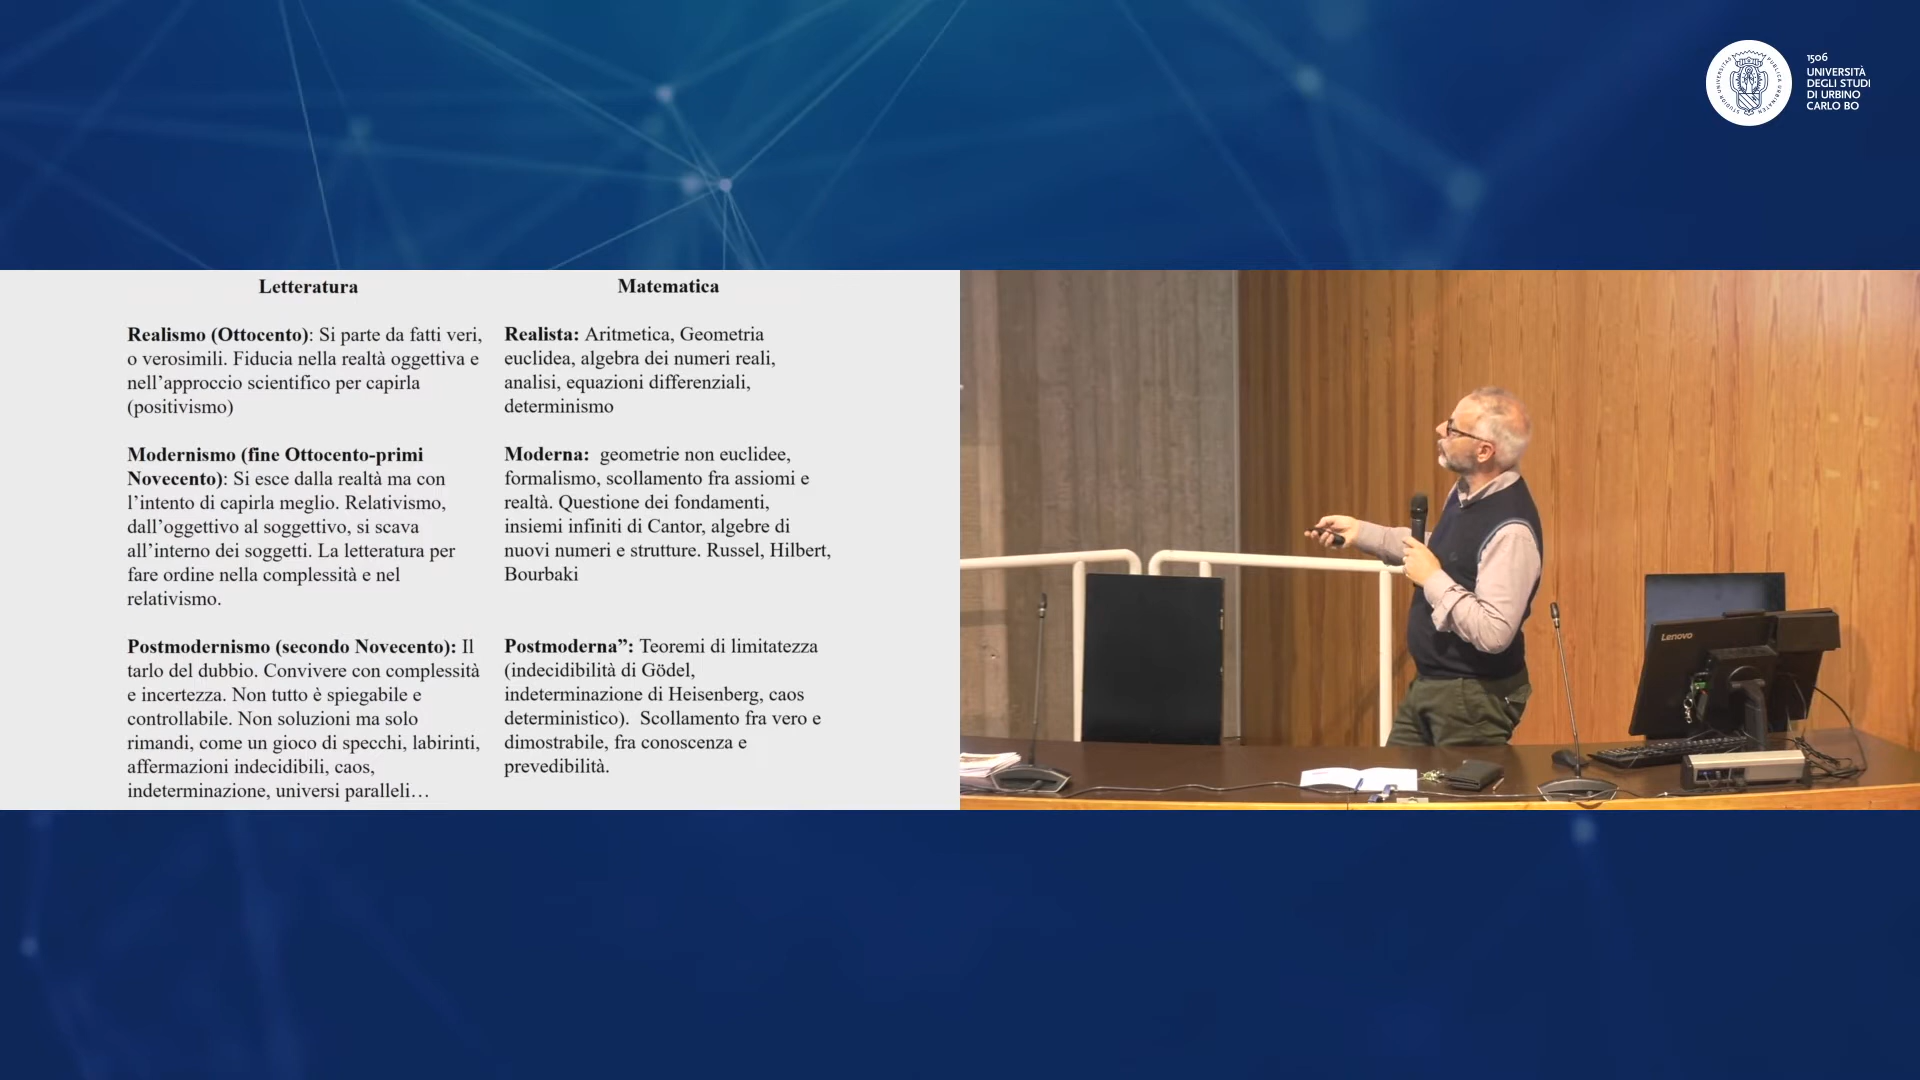 1506
UNIVERSITÀ
DEGLI STUDI
DI URBINO
CARLO BO
Letteratura
Realismo (Ottocento): Si parte da fatti veri,
o verosimili. Fiducia nella realtà oggettiva e
nell’approccio scientifico per capirla
(positivismo)
Modernismo (fine Ottocento-primi
Novecento): Si esce dalla realtà ma con
l’intento di capirla meglio. Relativismo,
dall’oggettivo al soggettivo, si scava
all’interno dei soggetti. La letteratura per
fare ordine nella complessità e nel
relativismo.
Postmodernismo (secondo Novecento): Il
tarlo del dubbio. Convivere con complessità
e incertezza. Non tutto è spiegabile e
controllabile. Non soluzioni ma solo
rimandi, come un gioco di specchi, labirinti,
affermazioni indecidibili, caos,
indeterminazione, universi paralleli…
Matematica
Realista: Aritmetica, Geometria
euclidea, algebra dei numeri reali,
analisi, equazioni differenziali,
determinismo
Moderna: geometrie non euclidee,
formalismo, scollamento fra assiomi e
realtà. Questione dei fondamenti,
insiemi infiniti di Cantor, algebre di
nuovi numeri e strutture. Russel, Hilbert,
Bourbaki
Postmoderna”: Teoremi di limitatezza
(indecidibilità di Gödel,
indeterminazione di Heisenberg, caos
deterministico). Scollamento fra vero e
dimostrabile, fra conoscenza e
prevedibilità.
Lenovo